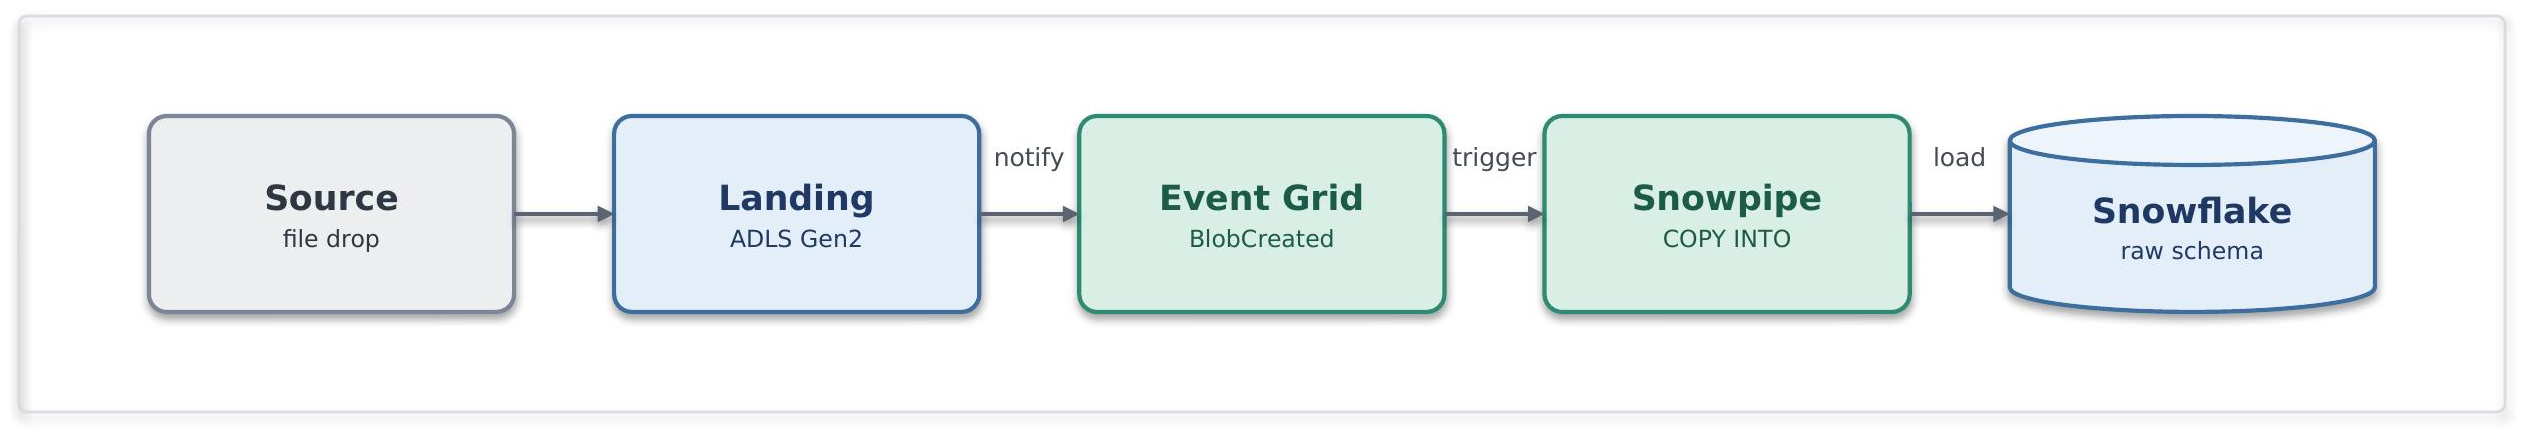 Source
file drop
Landing
ADLS Gen2
notify
Event Grid
BlobCreated
trigger
Snowpipe
COPY INTO
load
Snowflake
raw schema